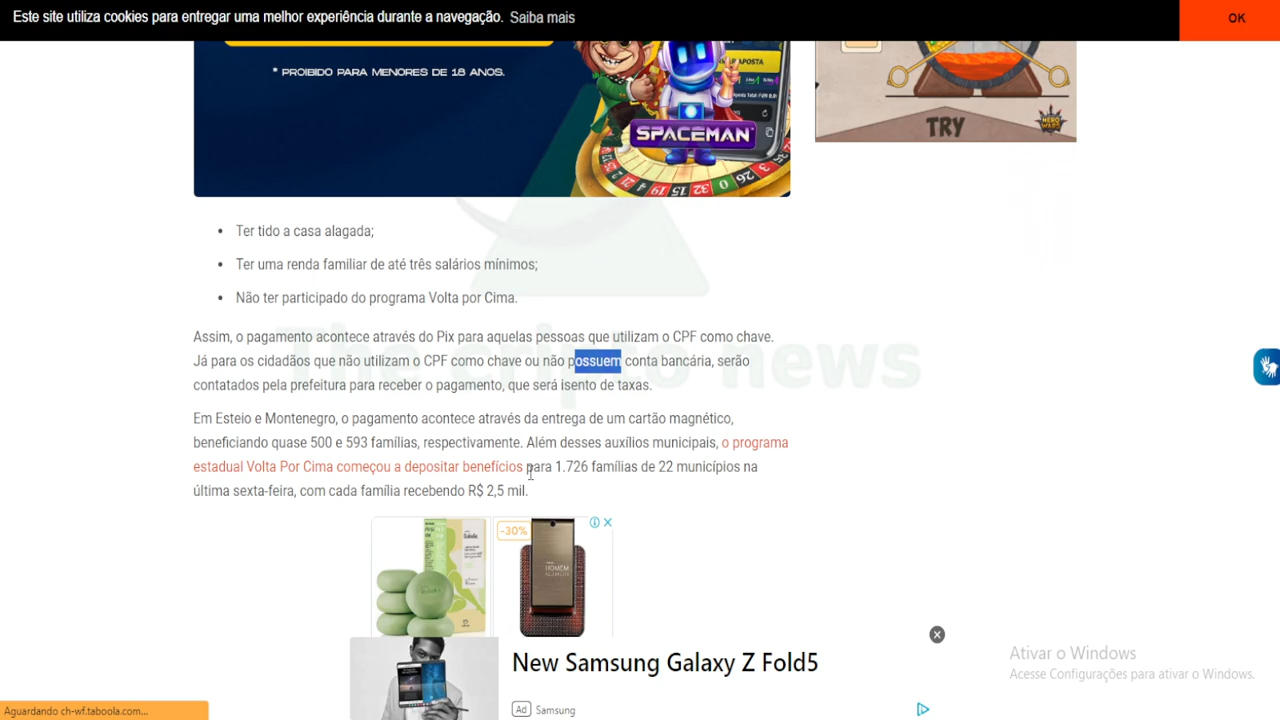 Este site utiliza cookies para entregar uma melhor experiência durante a navegação. Saiba mais
OK
* PROIBIDO PARA MENORES DE 18 ANOS.
SPACEMAN
TRY
HERO WARS
Ter tido a casa alagada;
Ter uma renda familiar de até três salários mínimos;
Não ter participado do programa Volta por Cima.
Assim, o pagamento acontece através do Pix para aquelas pessoas que utilizam o CPF como chave.
Já para os cidadãos que não utilizam o CPF como chave ou não possuem conta bancária, serão
contatados pela prefeitura para receber o pagamento, que será isento de taxas.
The cripto news
Em Esteio e Montenegro, o pagamento acontece através da entrega de um cartão magnético,
beneficiando quase 500 e 593 famílias, respectivamente. Além desses auxílios municipais, o programa
estadual Volta Por Cima começou a depositar benefícios para 1.726 famílias de 22 municípios na
última sexta-feira, com cada família recebendo R$ 2,5 mil.
-30%
HOMEM
New Samsung Galaxy Z Fold5
Ad Samsung
Ativar o Windows
Acesse Configurações para ativar o Windows.
Aguardando ch-wf.taboola.com...